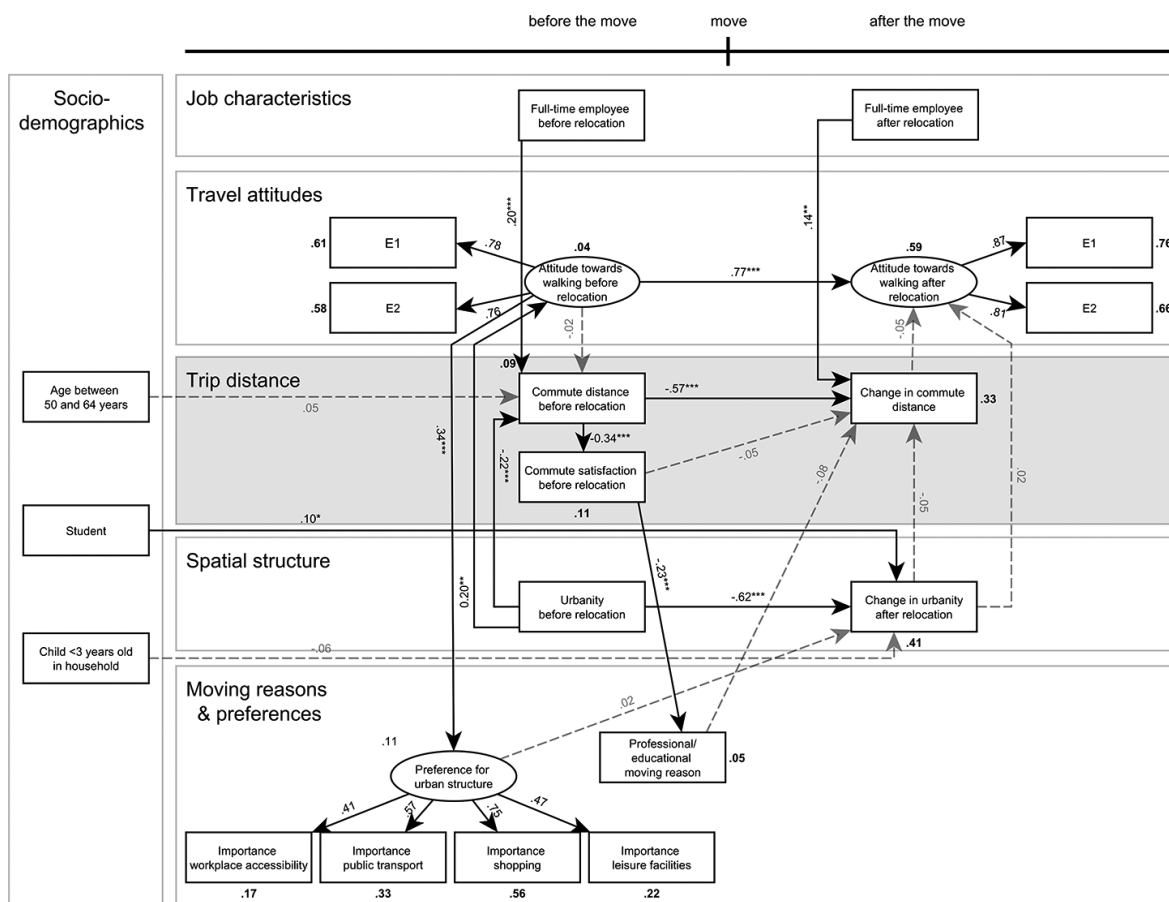 before the move
move
after the move
Socio-
demographics
Job characteristics
Full-time employee
before relocation
Full-time employee
after relocation
Travel attitudes
.20***
.14**
.61
E1
.78
.04
Attitude towards
walking before
relocation
.77***
.59
Attitude towards
walking after
relocation
.87
E1
.76
.58
E2
.76
.81
E2
.66
-.02
-.05
Trip distance
.09
Age between
50 and 64 years
.05
Commute distance
before relocation
-.57***
Change in commute
distance
.33
.34***
-.22***
-0.34***
Commute satisfaction
before relocation
.11
-.05
-.08
-.05
.02
Student
.10*
Spatial structure
0.20**
-.23***
Urbanity
before relocation
-.62***
Change in urbanity
after relocation
.41
Child <3 years old
in household
-.06
Moving reasons
& preferences
.02
.11
Preference for
urban structure
Professional/
educational
moving reason
.05
.41
.57
.75
.47
Importance
workplace accessibility
Importance
public transport
Importance
shopping
Importance
leisure facilities
.17
.33
.56
.22